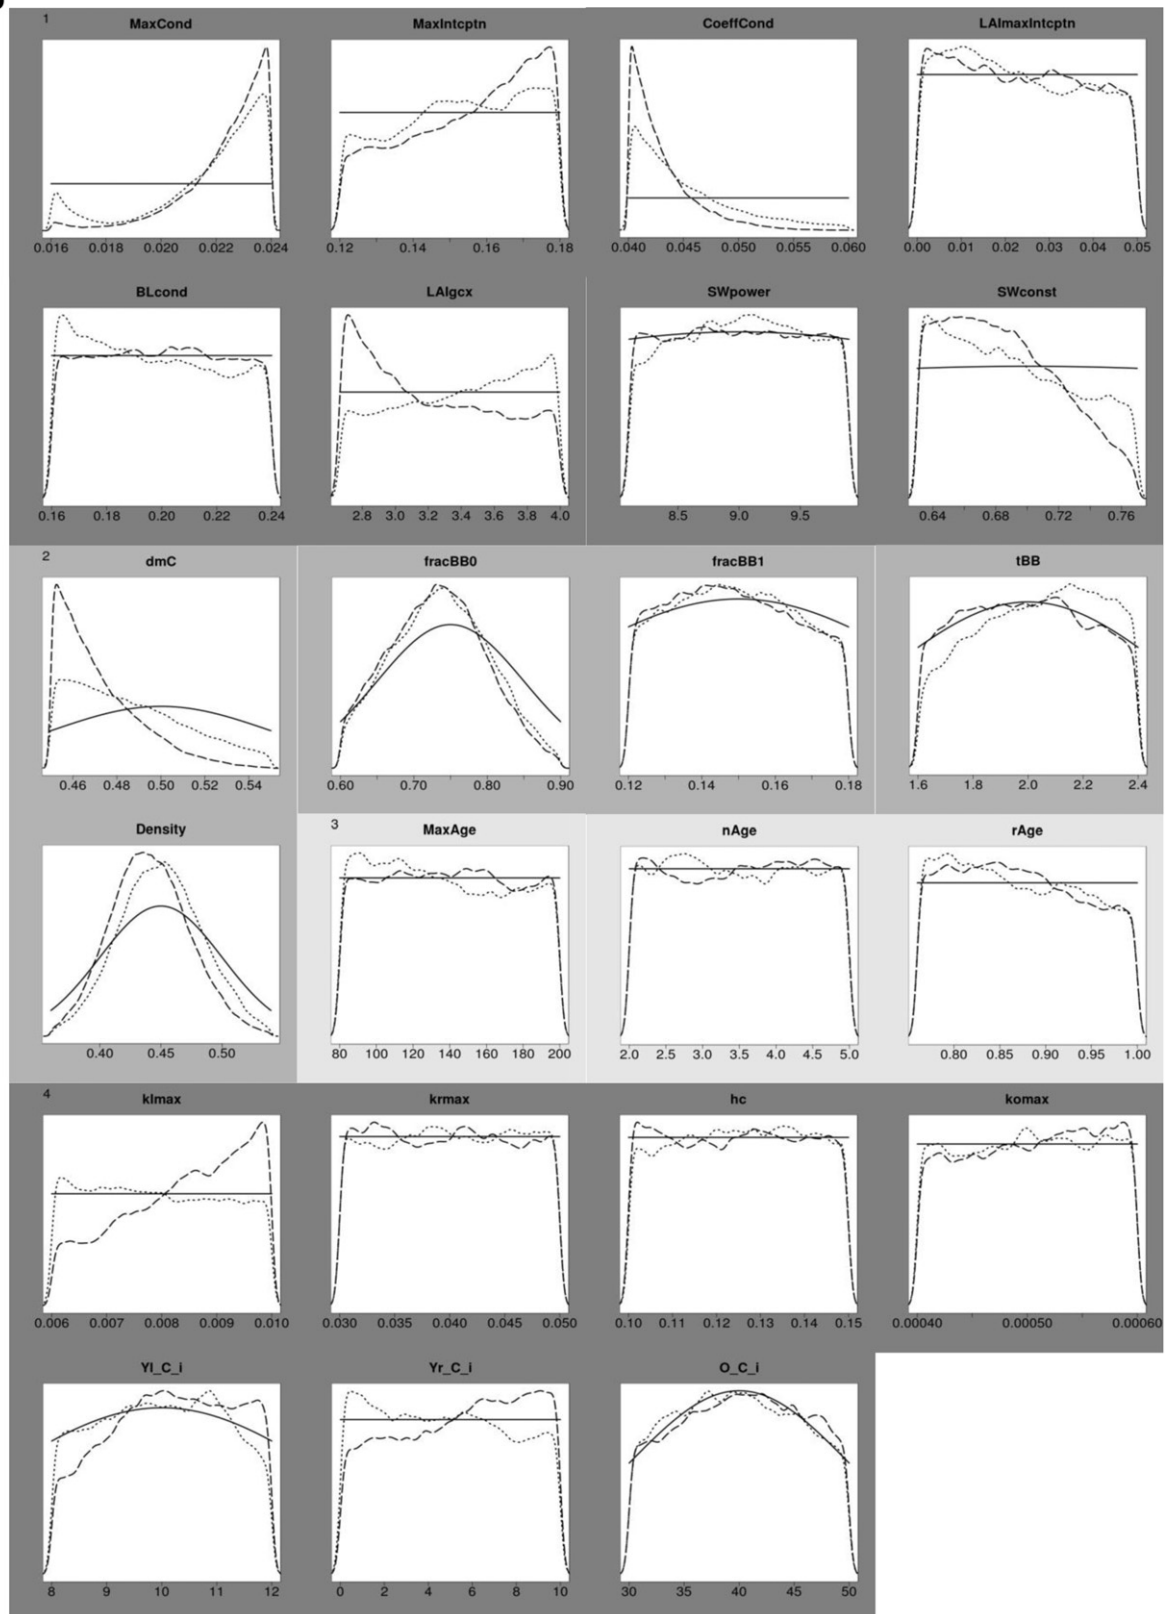 1
MaxCond MaxIntcptn CoeffCond LAImaxIntcptn
0.016 0.018 0.020 0.022 0.024 0.12 0.14 0.16 0.18 0.040 0.045 0.050 0.055 0.060 0.00 0.01 0.02 0.03 0.04 0.05
BLcond LAIgcx SWpower SWconst
0.16 0.18 0.20 0.22 0.24 2.8 3.0 3.2 3.4 3.6 3.8 4.0 8.5 9.0 9.5 0.64 0.68 0.72 0.76
2
dmC fracBB0 fracBB1 tBB
0.46 0.48 0.50 0.52 0.54 0.60 0.70 0.80 0.90 0.12 0.14 0.16 0.18 1.6 1.8 2.0 2.2 2.4
3
Density MaxAge nAge rAge
0.40 0.45 0.50 80 100 120 140 160 180 200 2.0 2.5 3.0 3.5 4.0 4.5 5.0 0.80 0.85 0.90 0.95 1.00
4
klmax krmax hc komax
0.006 0.007 0.008 0.009 0.010 0.030 0.035 0.040 0.045 0.050 0.10 0.11 0.12 0.13 0.14 0.15 0.00040 0.00050 0.00060
Yl_C_i Yr_C_i O_C_i
8 9 10 11 12 0 2 4 6 8 10 30 35 40 45 50